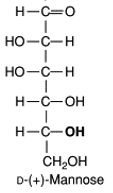 H—C=O
HO—C—H
HO—C—H
H—C—OH
H—C—OH
CH₂OH
D-(+)-Mannose